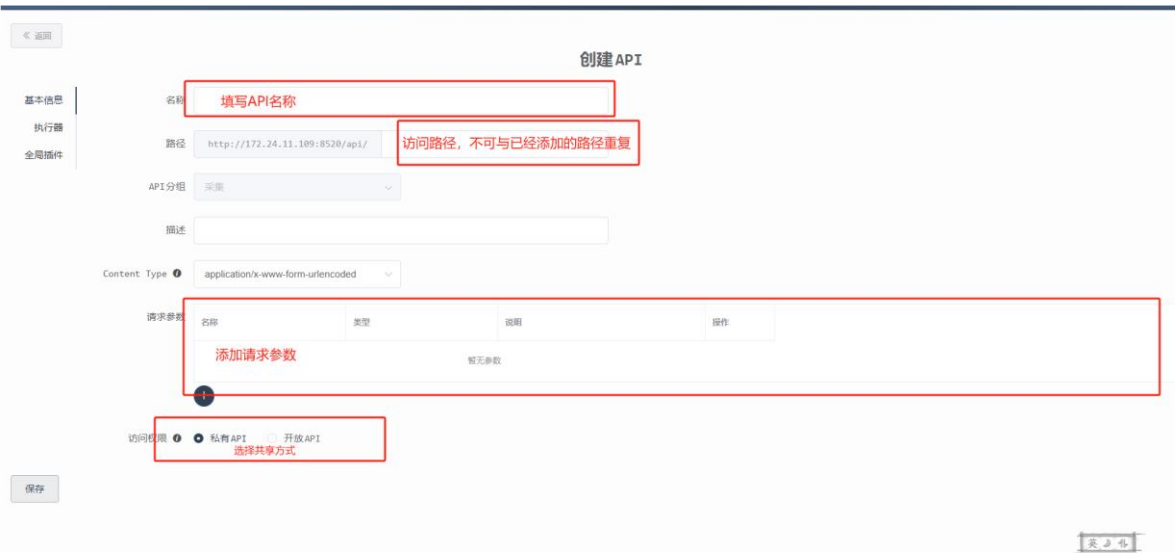 ≪ 返回
创建API
基本信息
执行器
全局插件
名称
填写API名称
路径
http://172.24.11.109:8520/api/
访问路径，不可与已经添加的路径重复
API分组
采集
描述
Content Type
application/x-www-form-urlencoded
请求参数
名称 类型 说明 操作
添加请求参数
暂无参数
访问权限
私有API 开放API
选择共享方式
保存
英